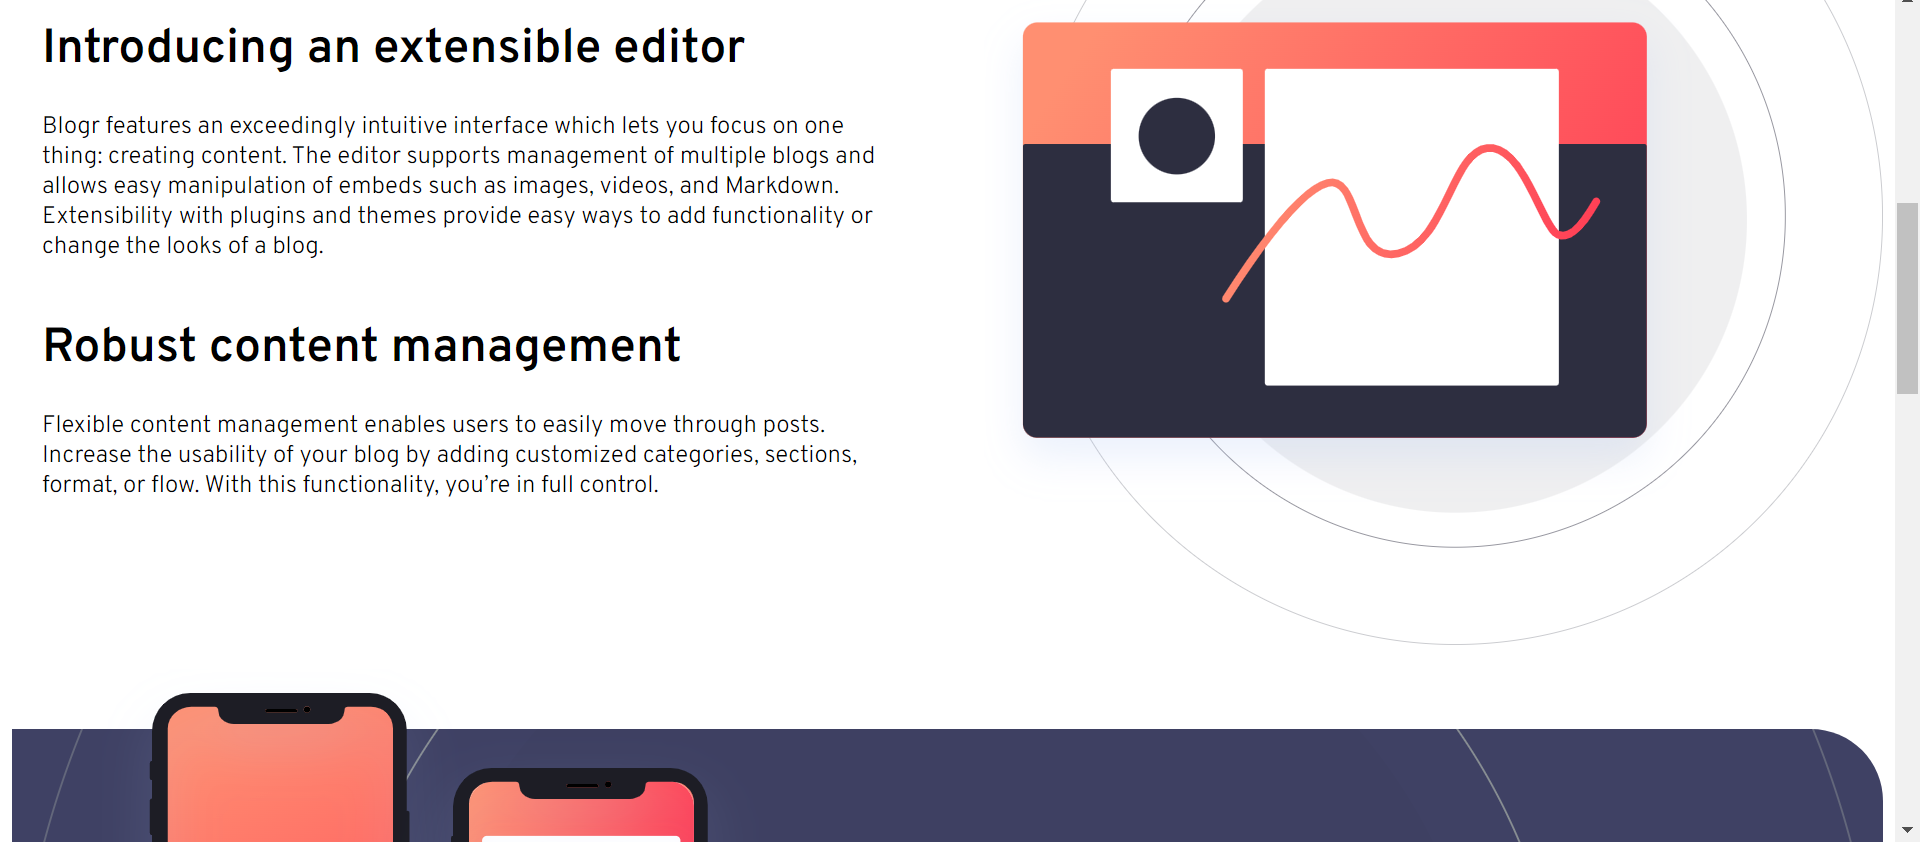 Introducing an extensible editor
Blogr features an exceedingly intuitive interface which lets you focus on one
thing: creating content. The editor supports management of multiple blogs and
allows easy manipulation of embeds such as images, videos, and Markdown.
Extensibility with plugins and themes provide easy ways to add functionality or
change the looks of a blog.
Robust content management
Flexible content management enables users to easily move through posts.
Increase the usability of your blog by adding customized categories, sections,
format, or flow. With this functionality, you’re in full control.